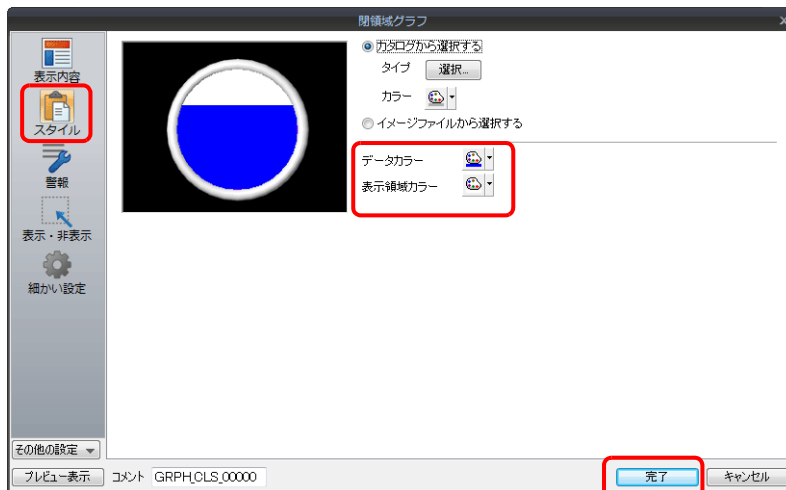 閉領域グラフ
表示内容
スタイル
警報
表示・非表示
細かい設定
その他の設定
カタログから選択する
タイプ 選択...
カラー
イメージファイルから選択する
データカラー
表示領域カラー
プレビュー表示 コメント GRPH_CLS_00000 完了 キャンセル